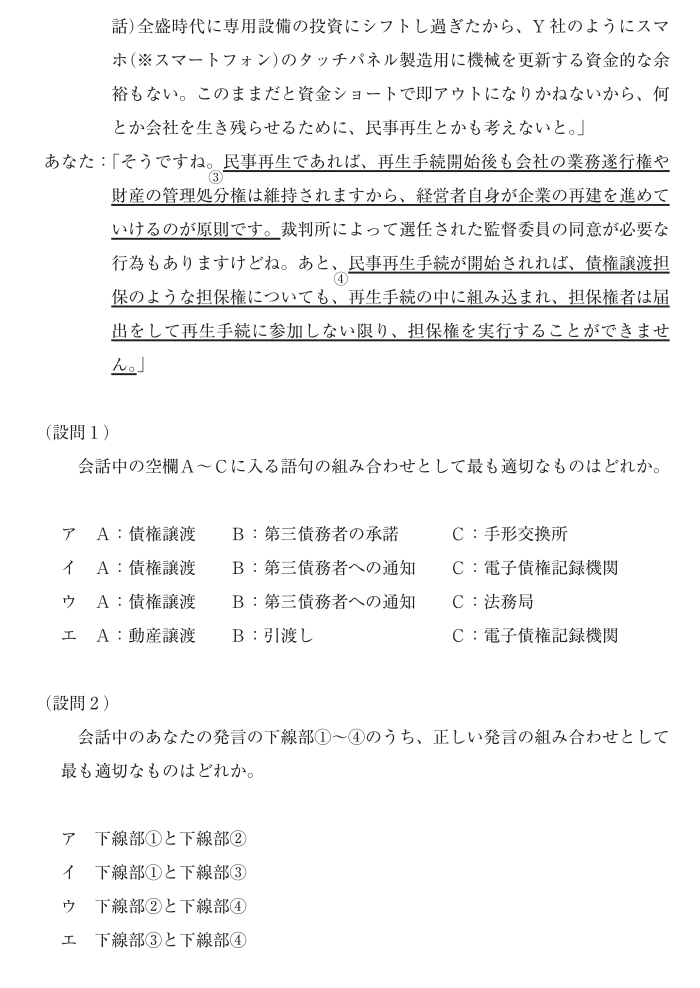 話)全盛時代に専用設備の投資にシフトし過ぎたから、Y社のようにスマ
ホ(※スマートフォン)のタッチパネル製造用に機械を更新する資金的な余
裕もない。このままだと資金ショートで即アウトになりかねないから、何
とか会社を生き残らせるために、民事再生とかも考えないと。」
あなた：「そうですね。民事再生であれば、再生手続開始後も会社の業務遂行権や
③
財産の管理処分権は維持されますから、経営者自身が企業の再建を進めて
いけるのが原則です。裁判所によって選任された監督委員の同意が必要な
行為もありますけどね。あと、民事再生手続が開始されれば、債権譲渡担
④
保のような担保権についても、再生手続の中に組み込まれ、担保権者は届
出をして再生手続に参加しない限り、担保権を実行することができませ
ん。」
（設問１）
会話中の空欄A～Cに入る語句の組み合わせとして最も適切なものはどれか。
ア A：債権譲渡 B：第三債務者の承諾 C：手形交換所
イ A：債権譲渡 B：第三債務者への通知 C：電子債権記録機関
ウ A：債権譲渡 B：第三債務者への通知 C：法務局
エ A：動産譲渡 B：引渡し C：電子債権記録機関
（設問２）
会話中のあなたの発言の下線部①～④のうち、正しい発言の組み合わせとして
最も適切なものはどれか。
ア 下線部①と下線部②
イ 下線部①と下線部③
ウ 下線部②と下線部④
エ 下線部③と下線部④